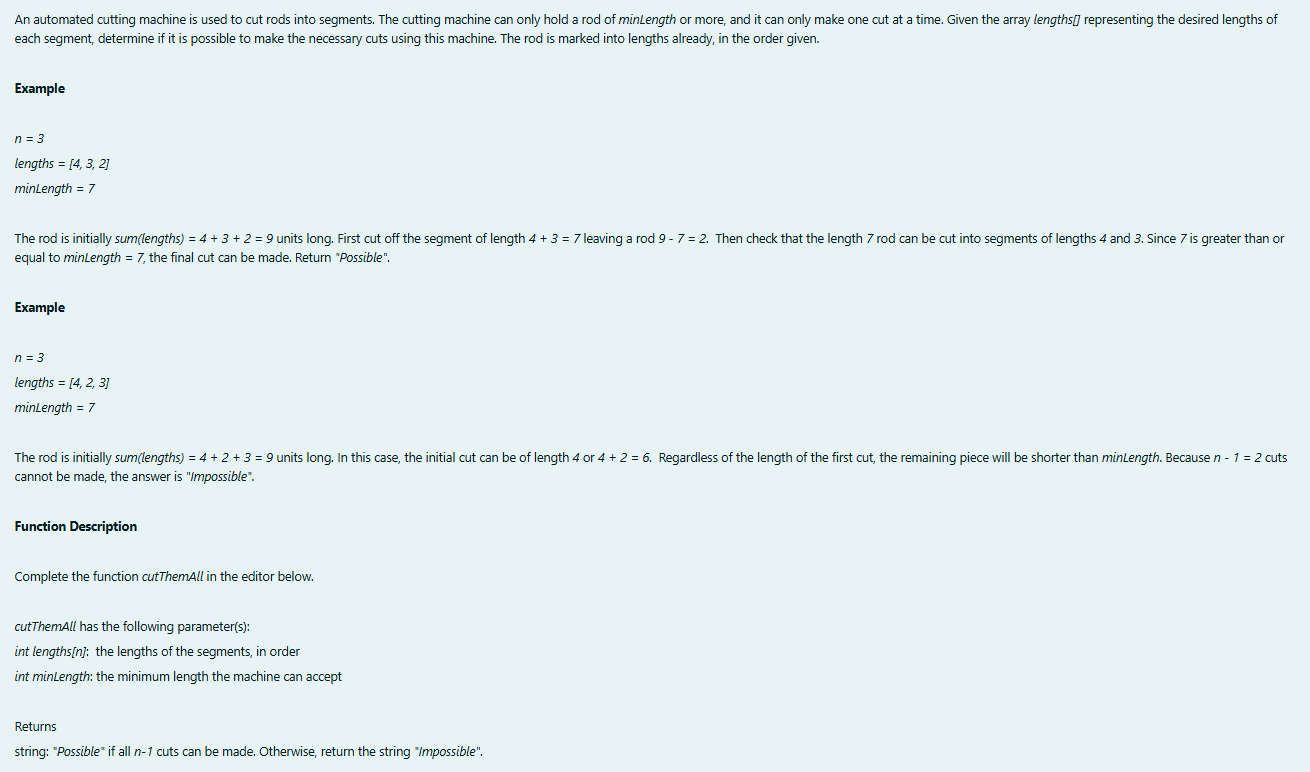 An automated cutting machine is used to cut rods into segments. The cutting machine can only hold a rod of minLength or more, and it can only make one cut at a time. Given the array lengths[] representing the desired lengths of
each segment, determine if it is possible to make the necessary cuts using this machine. The rod is marked into lengths already, in the order given.
Example
n = 3
lengths = [4, 3, 2]
minLength = 7
The rod is initially sum(lengths) = 4 + 3 + 2 = 9 units long. First cut off the segment of length 4 + 3 = 7 leaving a rod 9 - 7 = 2. Then check that the length 7 rod can be cut into segments of lengths 4 and 3. Since 7 is greater than or
equal to minLength = 7, the final cut can be made. Return "Possible".
Example
n = 3
lengths = [4, 2, 3]
minLength = 7
The rod is initially sum(lengths) = 4 + 2 + 3 = 9 units long. In this case, the initial cut can be of length 4 or 4 + 2 = 6. Regardless of the length of the first cut, the remaining piece will be shorter than minLength. Because n - 1 = 2 cuts
cannot be made, the answer is "Impossible".
Function Description
Complete the function cutThemAll in the editor below.
cutThemAll has the following parameter(s):
int lengths[n]: the lengths of the segments, in order
int minLength: the minimum length the machine can accept
Returns
string: "Possible" if all n-1 cuts can be made. Otherwise, return the string "Impossible".